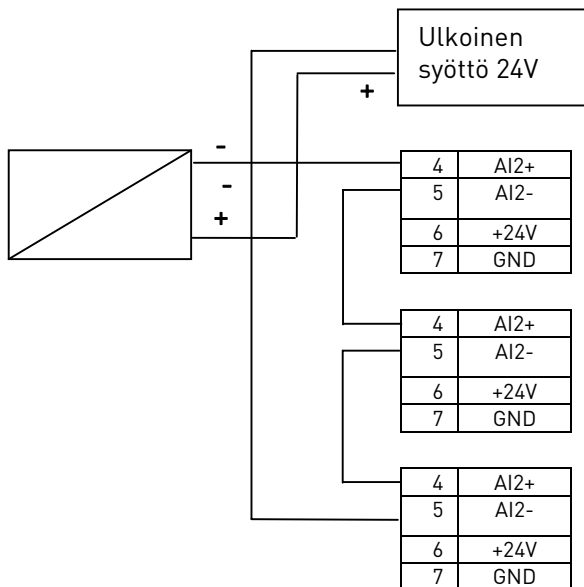 Ulkoinen
syöttö 24V
+
-
-
+
4 AI2+
5 AI2-
6 +24V
7 GND
4 AI2+
5 AI2-
6 +24V
7 GND
4 AI2+
5 AI2-
6 +24V
7 GND